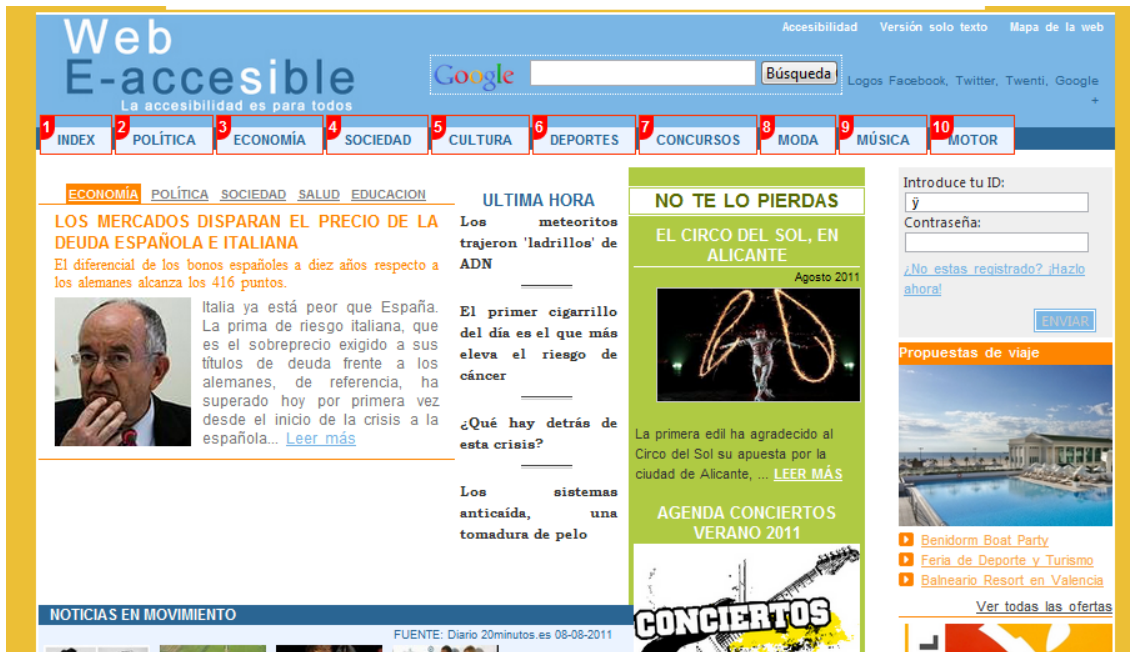 Web
E-accesible
La accesibilidad es para todos
Accesibilidad Versión solo texto Mapa de la web
Google Búsqueda
Logos Facebook, Twitter, Twenti, Google
+
1 INDEX 2 POLÍTICA 3 ECONOMÍA 4 SOCIEDAD 5 CULTURA 6 DEPORTES 7 CONCURSOS 8 MODA 9 MÚSICA 10 MOTOR
ECONOMÍA POLÍTICA SOCIEDAD SALUD EDUCACION
LOS MERCADOS DISPARAN EL PRECIO DE LA
DEUDA ESPAÑOLA E ITALIANA
El diferencial de los bonos españoles a diez años respecto a
los alemanes alcanza los 416 puntos.
Italia ya está peor que España.
La prima de riesgo italiana, que
es el sobreprecio exigido a sus
títulos de deuda frente a los
alemanes, de referencia, ha
superado hoy por primera vez
desde el inicio de la crisis a la
española... Leer más
ULTIMA HORA
Los meteoritos
trajeron 'ladrillos' de
ADN
El primer cigarrillo
del día es el que más
eleva el riesgo de
cáncer
¿Qué hay detrás de
esta crisis?
Los sistemas
anticaída, una
tomadura de pelo
NO TE LO PIERDAS
EL CIRCO DEL SOL, EN
ALICANTE
Agosto 2011
La primera edil ha agradecido al
Circo del Sol su apuesta por la
ciudad de Alicante, ... LEER MÁS
AGENDA CONCIERTOS
VERANO 2011
CONCIERTOS
Introduce tu ID:
ÿ
Contraseña:
¿No estas registrado? ¡Hazlo
ahora!
ENVIAR
Propuestas de viaje
Benidorm Boat Party
Feria de Deporte y Turismo
Balneario Resort en Valencia
Ver todas las ofertas
L
NOTICIAS EN MOVIMIENTO
FUENTE: Diario 20minutos.es 08-08-2011